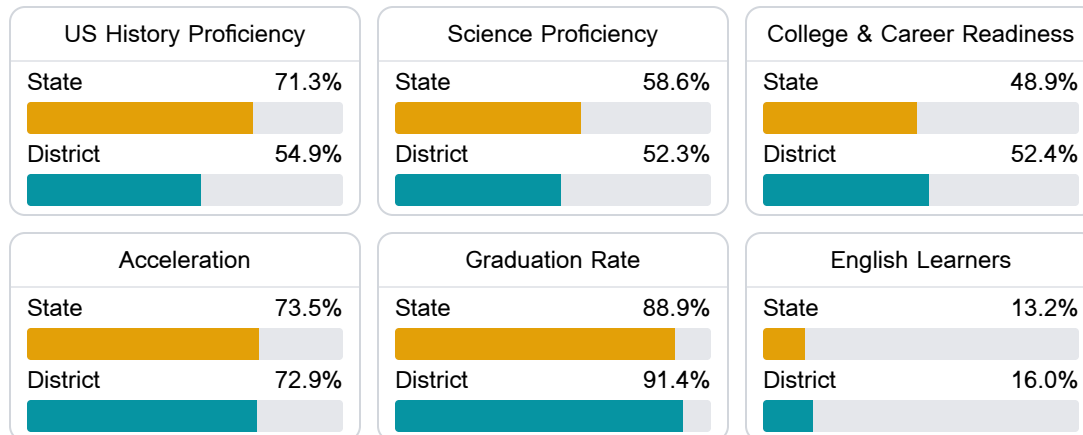 US History Proficiency
State 71.3%
District 54.9%
Science Proficiency
State 58.6%
District 52.3%
College & Career Readiness
State 48.9%
District 52.4%
Acceleration
State 73.5%
District 72.9%
Graduation Rate
State 88.9%
District 91.4%
English Learners
State 13.2%
District 16.0%